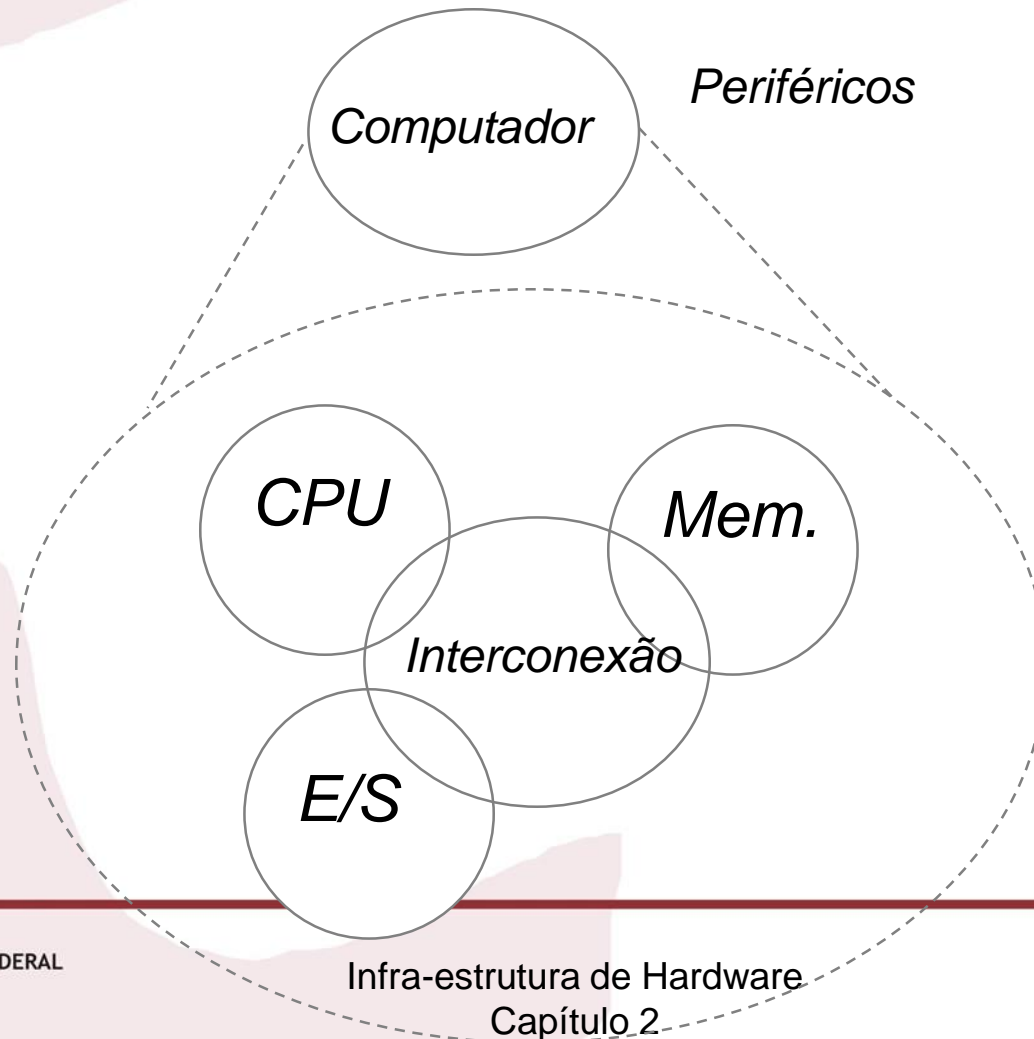 Periféricos
Computador
CPU
Mem.
Interconexão
E/S
DERAL
Infra-estrutura de Hardware
Capítulo 2